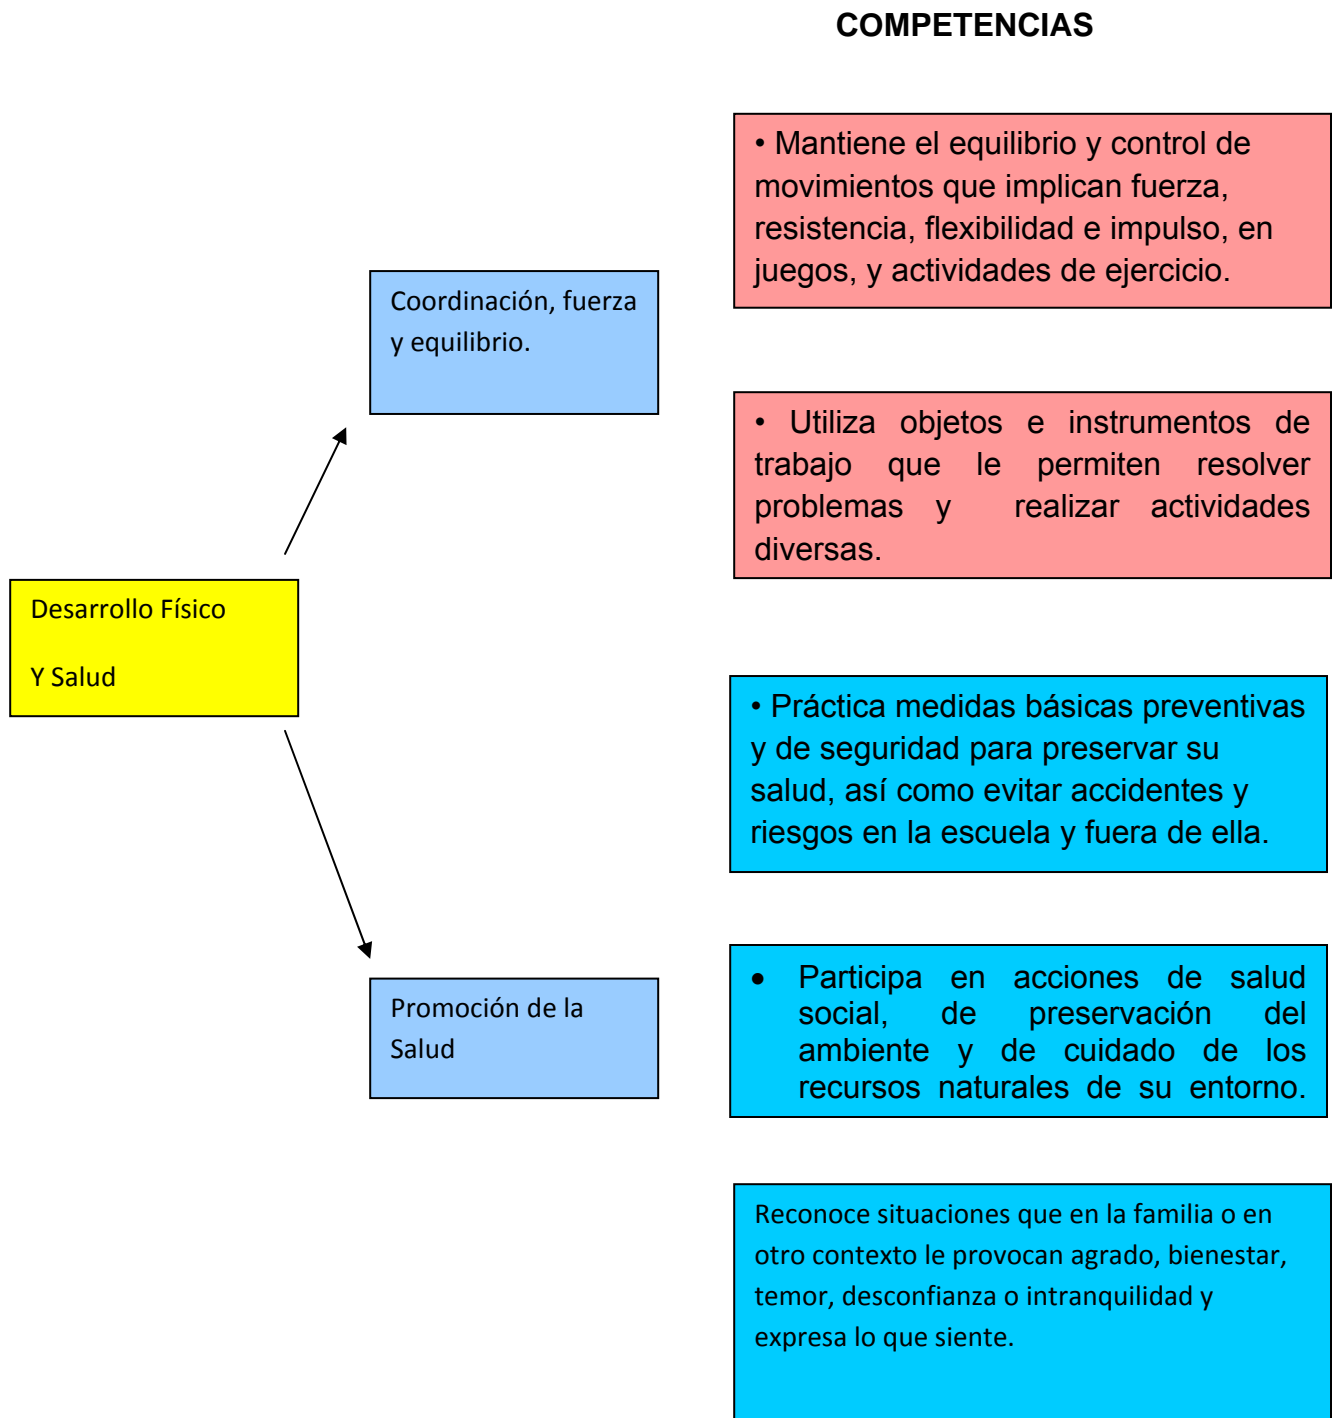 COMPETENCIAS
• Mantiene el equilibrio y control de
movimientos que implican fuerza,
resistencia, flexibilidad e impulso, en
juegos, y actividades de ejercicio.
Coordinación, fuerza
y equilibrio.
• Utiliza objetos e instrumentos de
trabajo que le permiten resolver
problemas y realizar actividades
diversas.
Desarrollo Físico
Y Salud
• Práctica medidas básicas preventivas
y de seguridad para preservar su
salud, así como evitar accidentes y
riesgos en la escuela y fuera de ella.
Promoción de la
Salud
• Participa en acciones de salud
social, de preservación del
ambiente y de cuidado de los
recursos naturales de su entorno.
Reconoce situaciones que en la familia o en
otro contexto le provocan agrado, bienestar,
temor, desconfianza o intranquilidad y
expresa lo que siente.